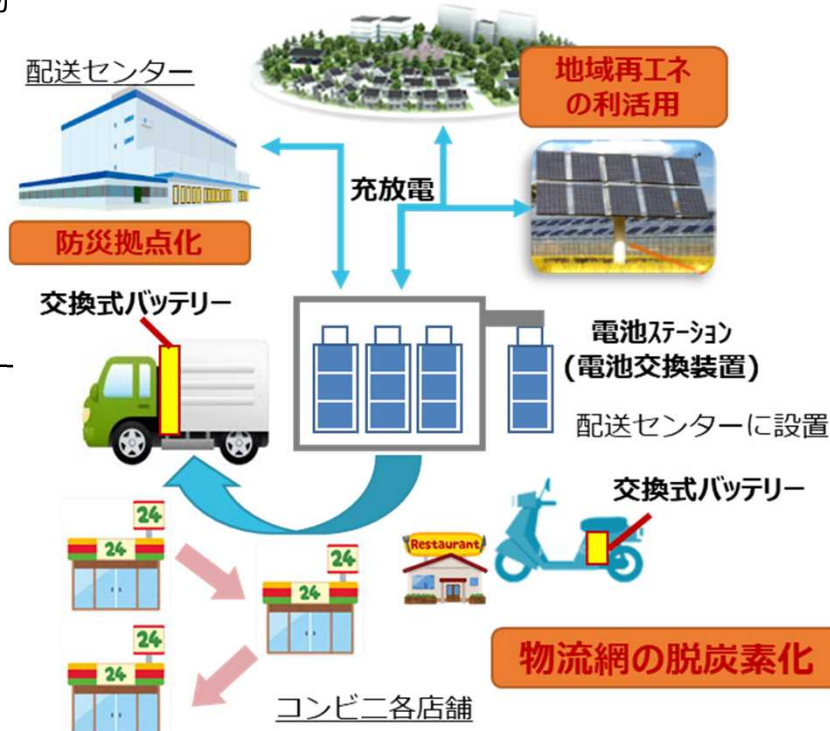 配送センター
地域再エネ
の利活用
充放電
防災拠点化
交換式バッテリー
電池ステーション
(電池交換装置)
配送センターに設置
交換式バッテリー
24
24
24
24
Restaurant
24
24
物流網の脱炭素化
コンビニ各店舗